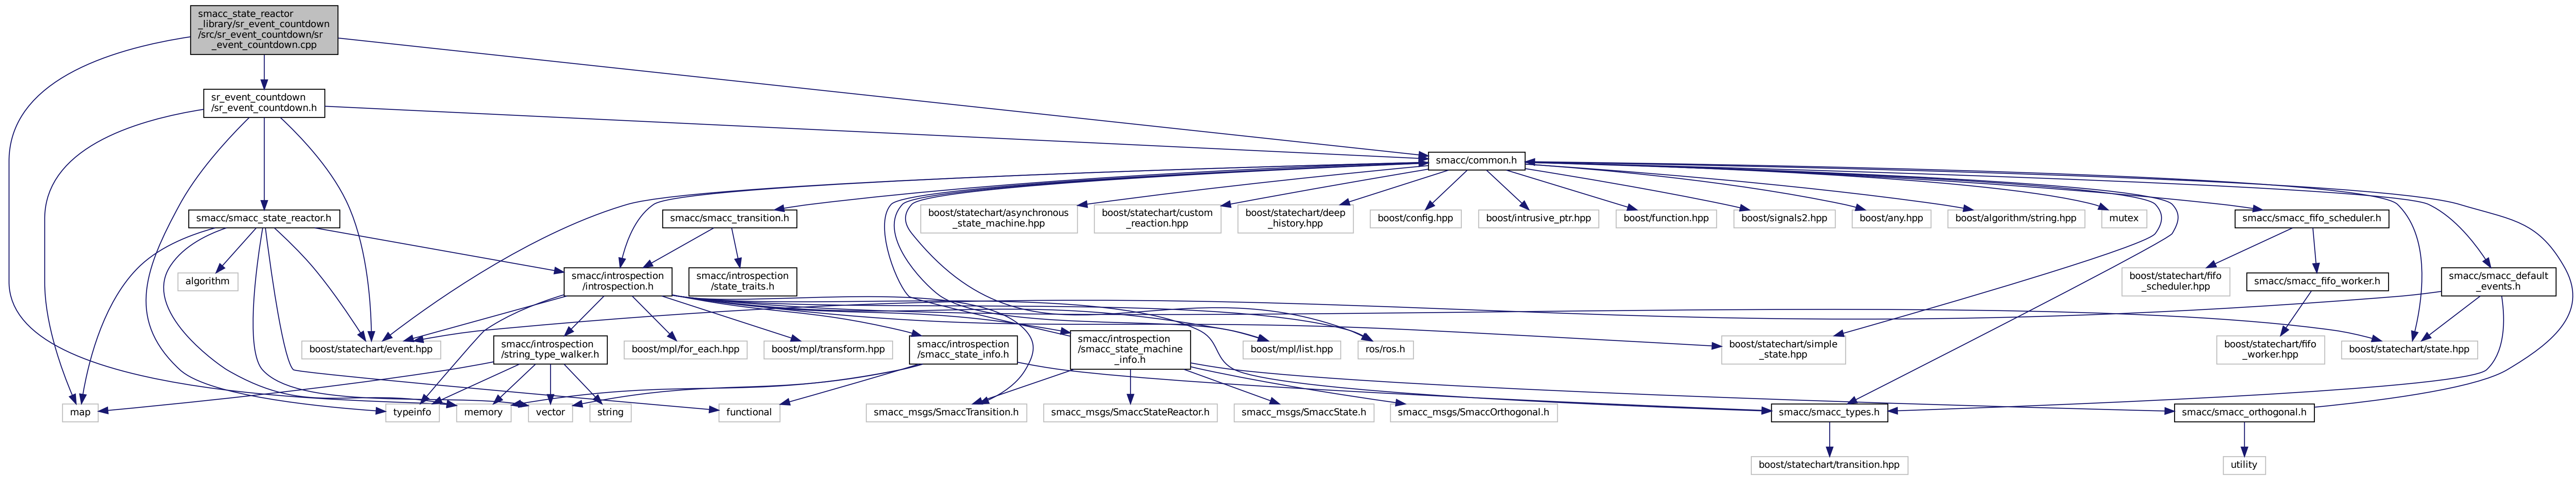 smacc_state_reactor
_library/sr_event_countdown
/src/sr_event_countdown/sr
_event_countdown.cpp
sr_event_countdown
/sr_event_countdown.h
smacc/common.h
smacc/smacc_state_reactor.h
smacc/smacc_transition.h
boost/statechart/asynchronous
_state_machine.hpp
boost/statechart/custom
_reaction.hpp
boost/statechart/deep
_history.hpp
boost/config.hpp
boost/intrusive_ptr.hpp
boost/function.hpp
boost/signals2.hpp
boost/any.hpp
boost/algorithm/string.hpp
mutex
smacc/smacc_fifo_scheduler.h
algorithm
smacc/introspection
/introspection.h
smacc/introspection
/state_traits.h
boost/statechart/fifo
_scheduler.hpp
smacc/smacc_fifo_worker.h
smacc/smacc_default
_events.h
boost/statechart/event.hpp
smacc/introspection
/string_type_walker.h
boost/mpl/for_each.hpp
boost/mpl/transform.hpp
smacc/introspection
/smacc_state_info.h
smacc/introspection
/smacc_state_machine
_info.h
boost/mpl/list.hpp
ros/ros.h
boost/statechart/simple
_state.hpp
boost/statechart/fifo
_worker.hpp
boost/statechart/state.hpp
map
typeinfo
memory
vector
string
functional
smacc_msgs/SmaccTransition.h
smacc_msgs/SmaccStateReactor.h
smacc_msgs/SmaccState.h
smacc_msgs/SmaccOrthogonal.h
smacc/smacc_types.h
smacc/smacc_orthogonal.h
boost/statechart/transition.hpp
utility